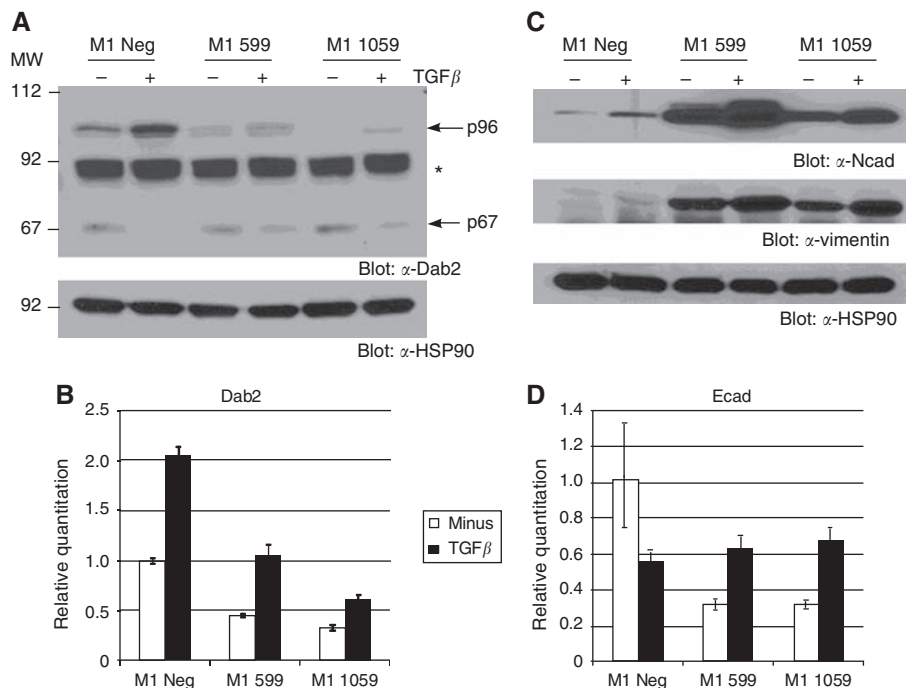 A
M1 Neg M1 599 M1 1059
MW
– + – + – + TGFβ
112
p96
92
*
67
p67
Blot: α-Dab2
92
Blot: α-HSP90
B
Dab2
Relative quantitation
2.5
2.0
1.5
1.0
0.5
0
M1 Neg M1 599 M1 1059
Minus
TGFβ
C
M1 Neg M1 599 M1 1059
– + – + – +
Blot: α-Ncad
Blot: α-vimentin
Blot: α-HSP90
D
Ecad
Relative quantitation
1.4
1.2
1.0
0.8
0.6
0.4
0.2
0
M1 Neg M1 599 M1 1059